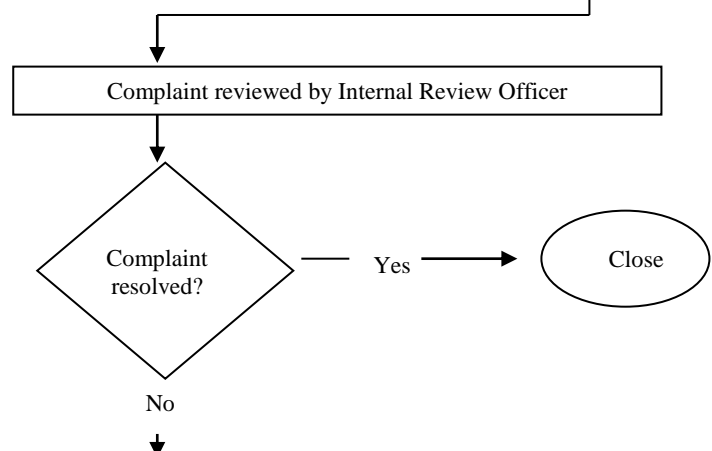 Complaint reviewed by Internal Review Officer
Complaint
resolved?
Yes
Close
No